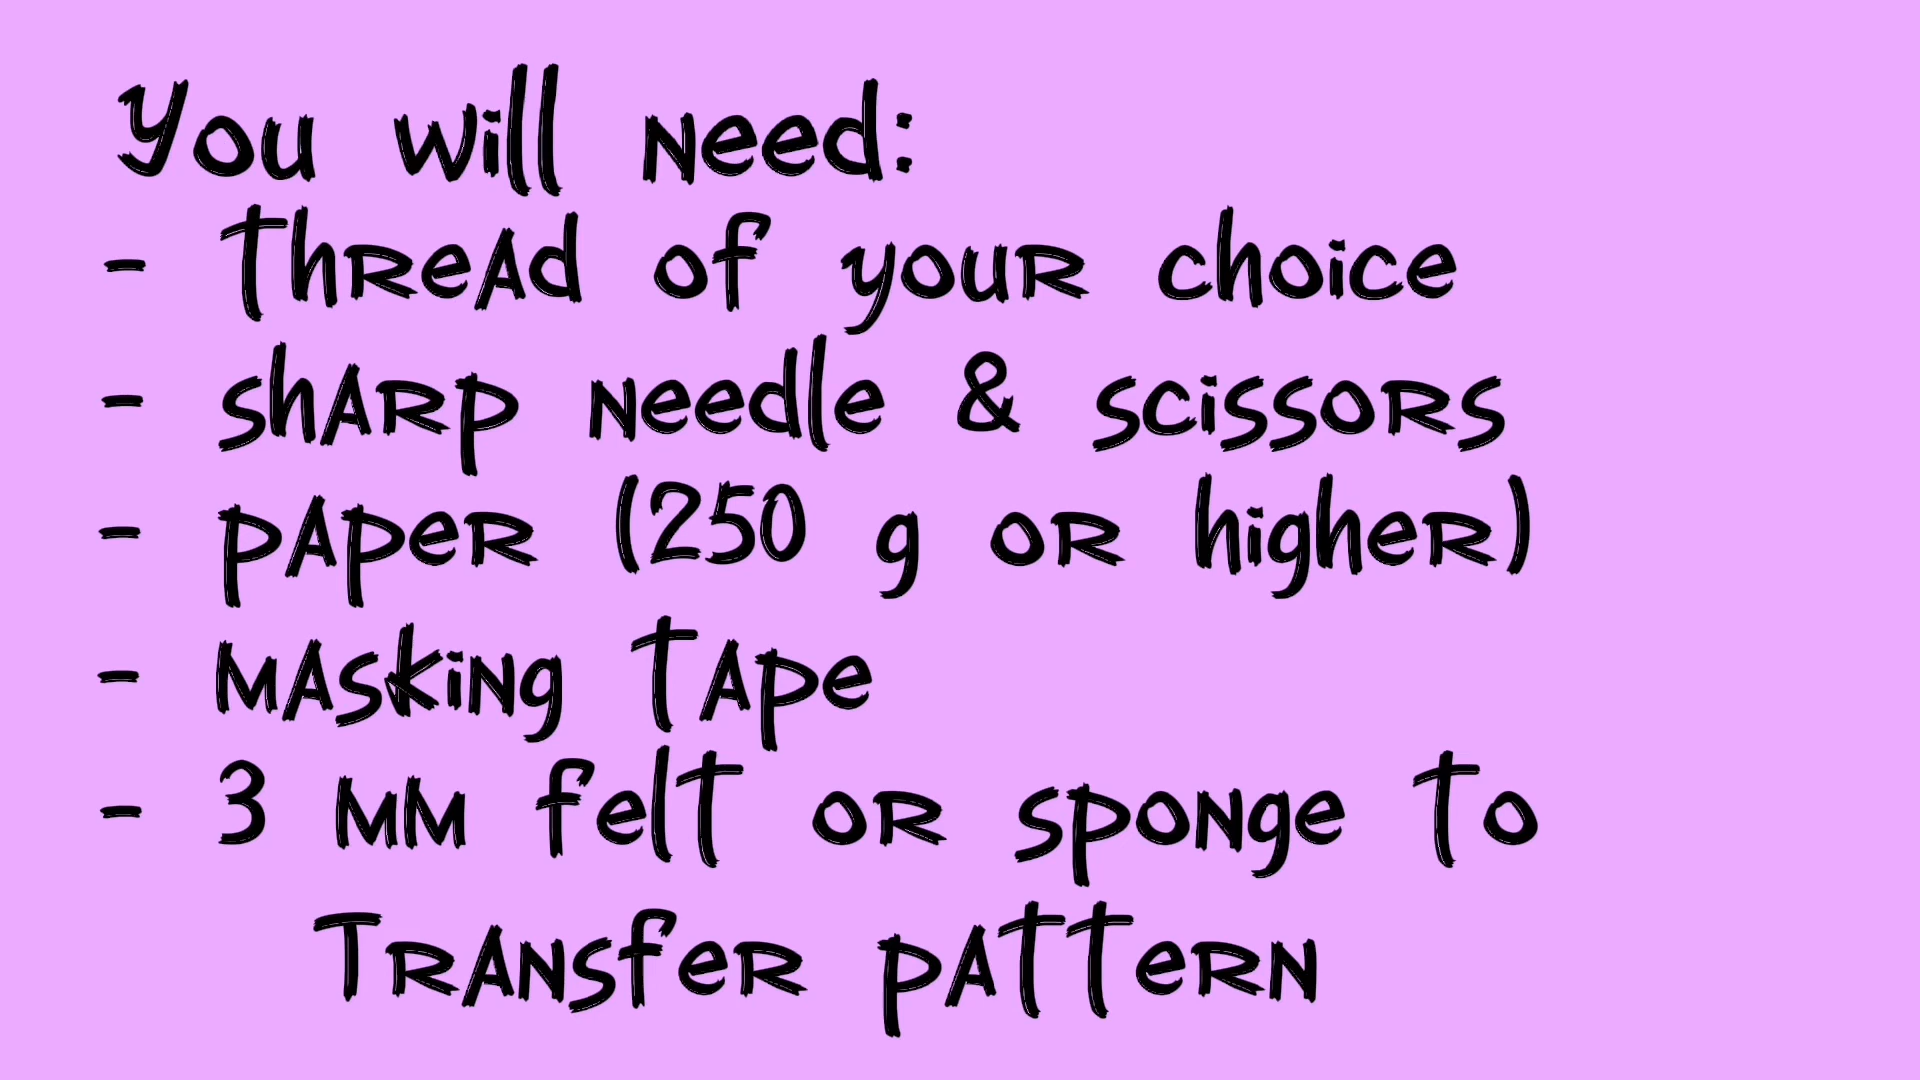 You will need:
- Thread of your choice
- sharp needle & scissors
- paper (250 g or higher)
- masking tape
- 3 mm felt or sponge to
Transfer pattern